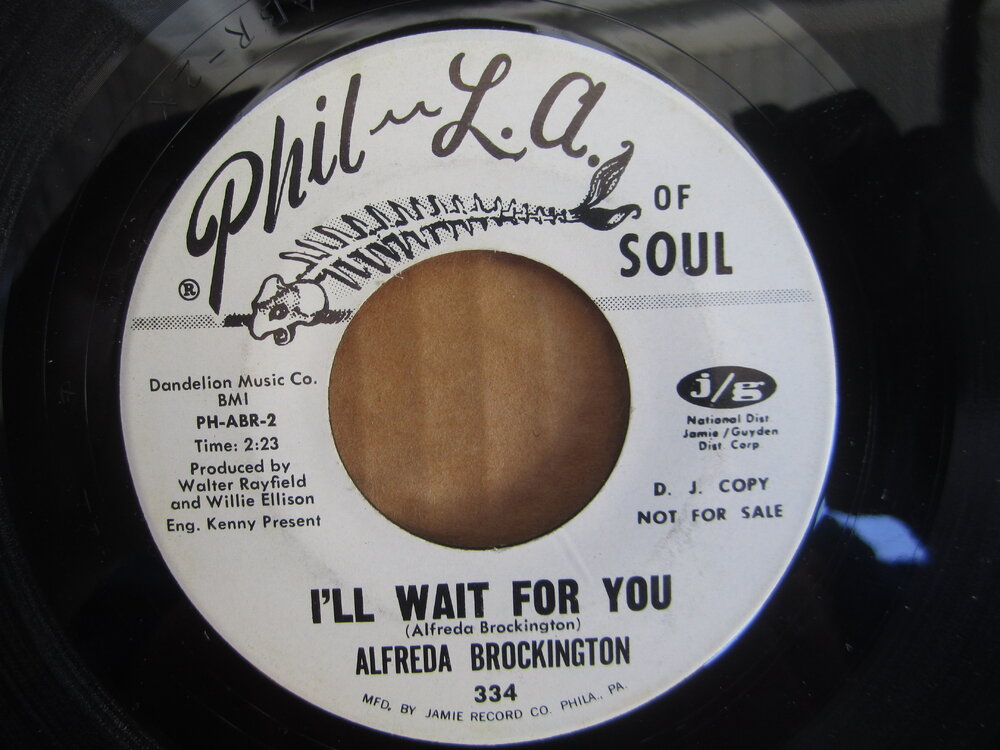 Phil - L.A.
OF
SOUL
®
Dandelion Music Co.
BMI
PH-ABR-2
Time: 2:23
Produced by
Walter Rayfield
and Willie Ellison
Eng. Kenny Present
j/g
National Dist
Jamie / Guyden
Dist. Corp
D. J. COPY
NOT FOR SALE
I'LL WAIT FOR YOU
(Alfreda Brockington)
ALFREDA BROCKINGTON
334
MFD. BY JAMIE RECORD CO. PHILA., PA.